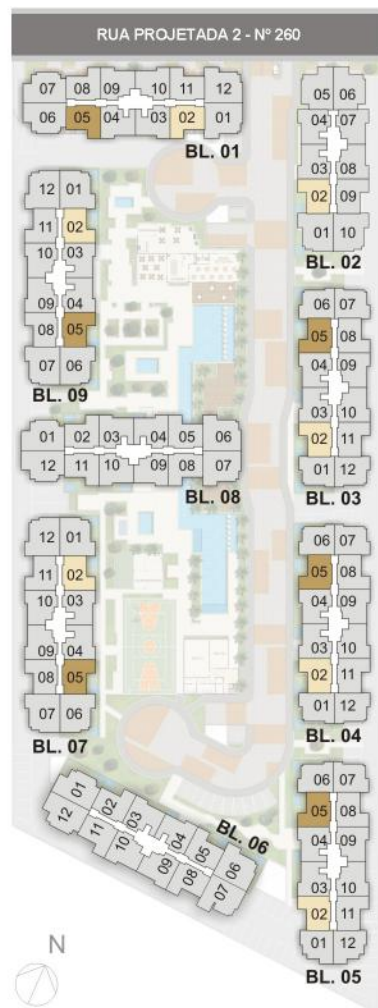 RUA PROJETADA 2 - Nº 260
07 08 09 10 11 12
06 05 04 03 02 01
BL. 01
05 06
04 07
03 08
02 09
01 10
BL. 02
12 01
11 02
10 03
09 04
08 05
07 06
BL. 09
06 07
05 08
04 09
03 10
02 11
01 12
BL. 03
01 02 03 04 05 06
12 11 10 09 08 07
BL. 08
12 01
11 02
10 03
09 04
08 05
07 06
BL. 07
06 07
05 08
04 09
03 10
02 11
01 12
BL. 04
01 02 03 04 05 06
12 11 10 09 08 07
BL. 06
06 07
05 08
04 09
03 10
02 11
01 12
BL. 05
N